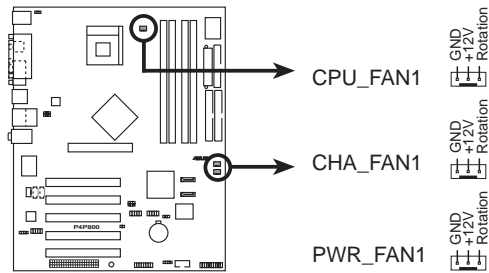 CPU_FAN1
GND
+12V
Rotation
CHA_FAN1
GND
+12V
Rotation
P4P800
PWR_FAN1
GND
+12V
Rotation